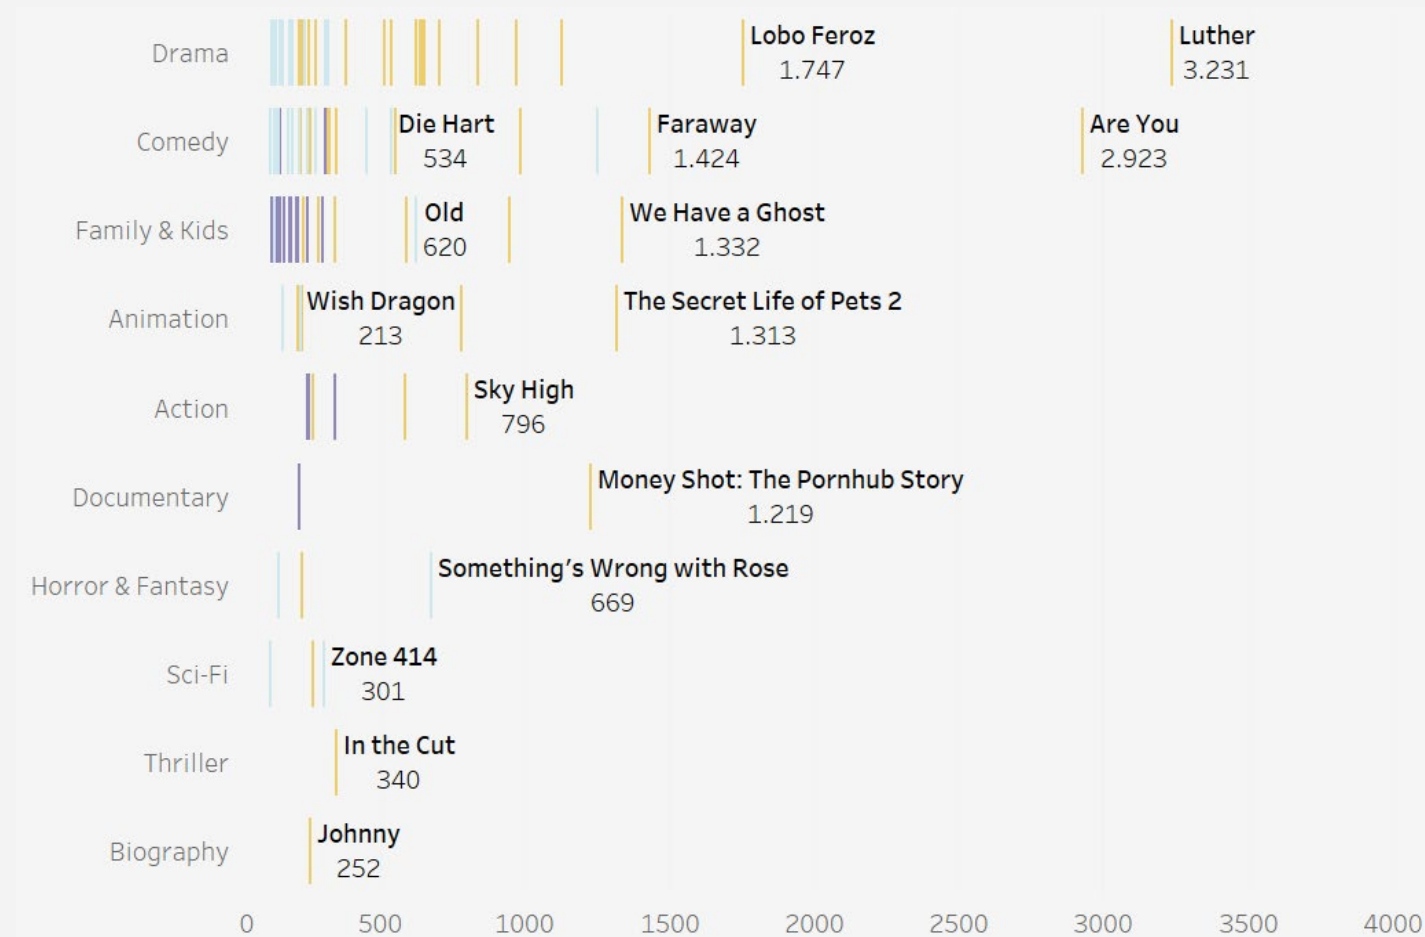 Drama
Lobo Feroz
1.747
Luther
3.231
Comedy
Die Hart
534
Faraway
1.424
Are You
2.923
Family & Kids
Old
620
We Have a Ghost
1.332
Animation
Wish Dragon
213
The Secret Life of Pets 2
1.313
Action
Sky High
796
Documentary
Money Shot: The Pornhub Story
1.219
Horror & Fantasy
Something’s Wrong with Rose
669
Sci-Fi
Zone 414
301
Thriller
In the Cut
340
Biography
Johnny
252
0 500 1000 1500 2000 2500 3000 3500 4000